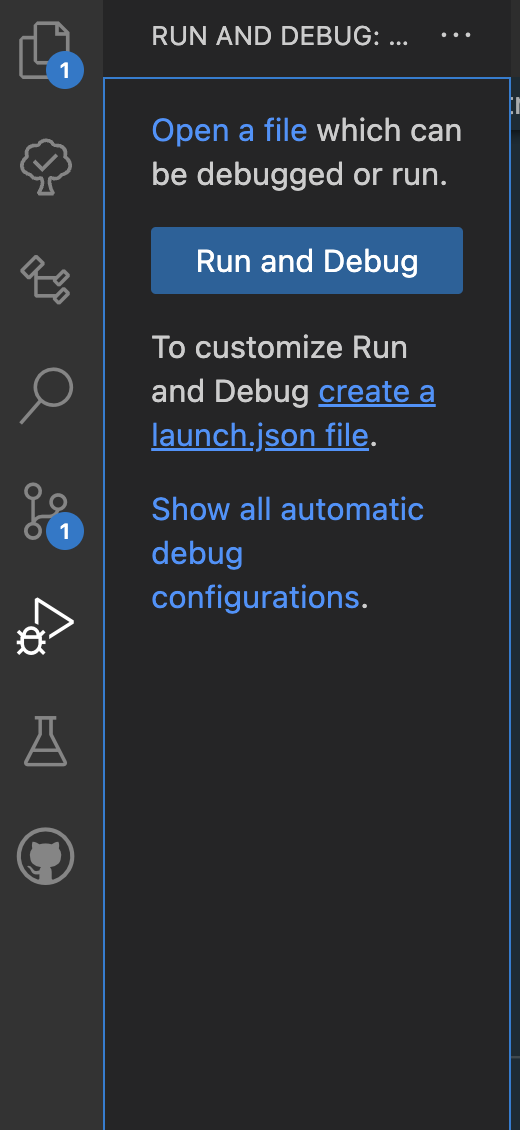 RUN AND DEBUG: ...
1
Open a file which can
be debugged or run.
Run and Debug
To customize Run
and Debug create a
launch.json file.
1
Show all automatic
debug
configurations.